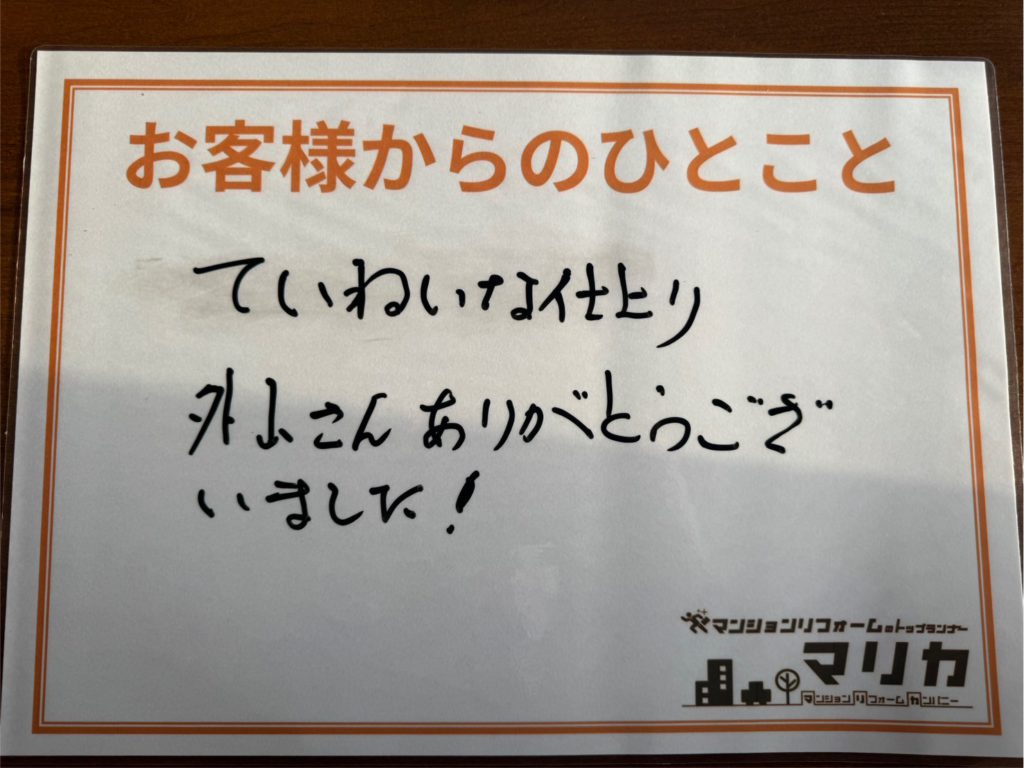 お客様からのひとこと
ていねいな仕上り
外山さんありがとうござ
いました!
マンションリフォームのトップランナー
マリカ
マンションリフォームカンパニー